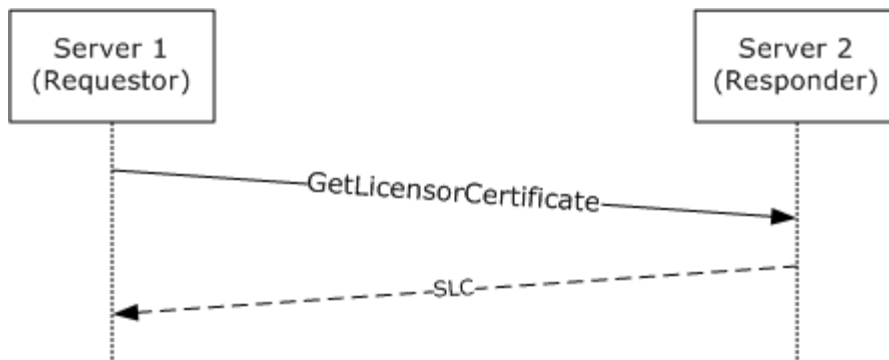 Server 1
(Requestor)
Server 2
(Responder)
GetLicensorCertificate
SLC